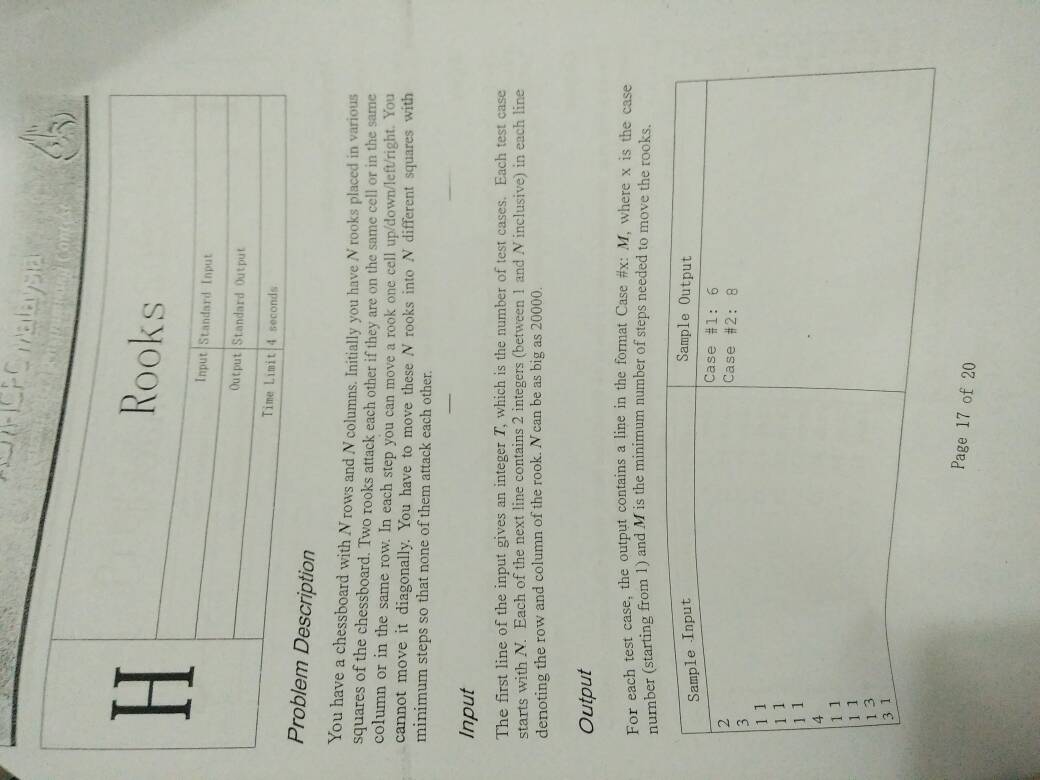 H
Rooks
Input Standard Input
Output Standard Output
Time Limit 4 seconds
Problem Description
You have a chessboard with N rows and N columns. Initially you have N rooks placed in various
squares of the chessboard. Two rooks attack each other if they are on the same cell or in the same
column or in the same row. In each step you can move a rook one cell up/down/left/right. You
cannot move it diagonally. You have to move these N rooks into N different squares with
minimum steps so that none of them attack each other.
Input
The first line of the input gives an integer T, which is the number of test cases. Each test case
starts with N. Each of the next line contains 2 integers (between 1 and N inclusive) in each line
denoting the row and column of the rook. N can be as big as 20000.
Output
For each test case, the output contains a line in the format Case #x: M, where x is the case
number (starting from 1) and M is the minimum number of steps needed to move the rooks.
Sample Input Sample Output
2 Case #1: 6
3 Case #2: 8
1 1
1 1
1 1
4
1 1
1 1
1 3
3 1
Page 17 of 20